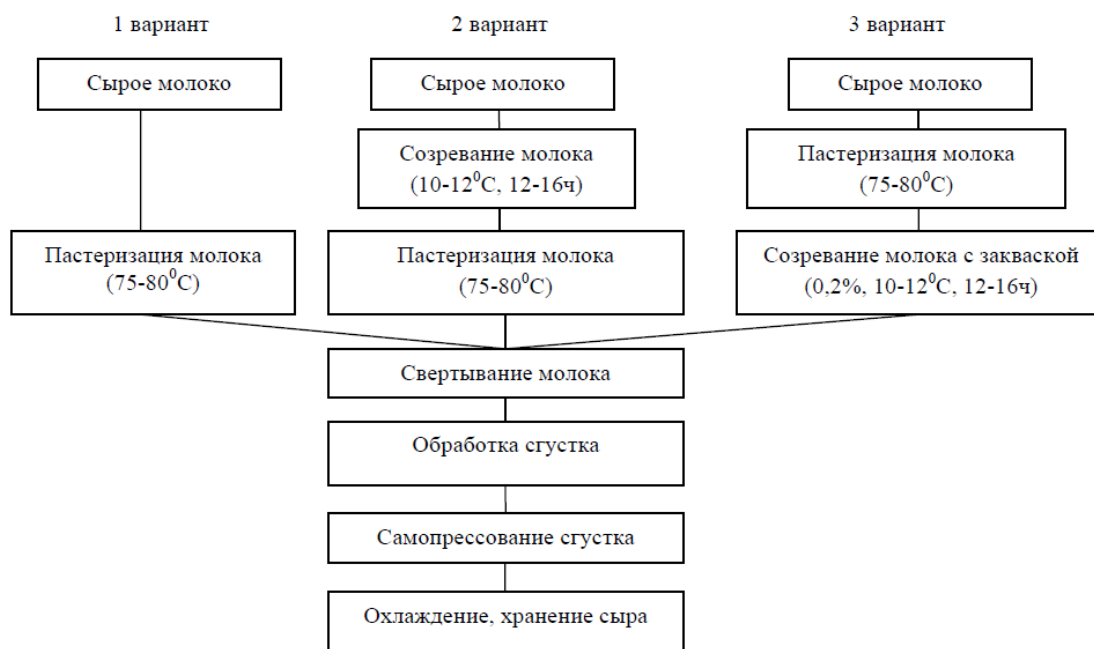 1 вариант
2 вариант
3 вариант
Сырое молоко
Сырое молоко
Сырое молоко
Созревание молока
(10-12⁰С, 12-16ч)
Пастеризация молока
(75-80⁰С)
Пастеризация молока
(75-80⁰С)
Пастеризация молока
(75-80⁰С)
Созревание молока с закваской
(0,2%, 10-12⁰С, 12-16ч)
Свертывание молока
Обработка сгустка
Самопрессование сгустка
Охлаждение, хранение сыра